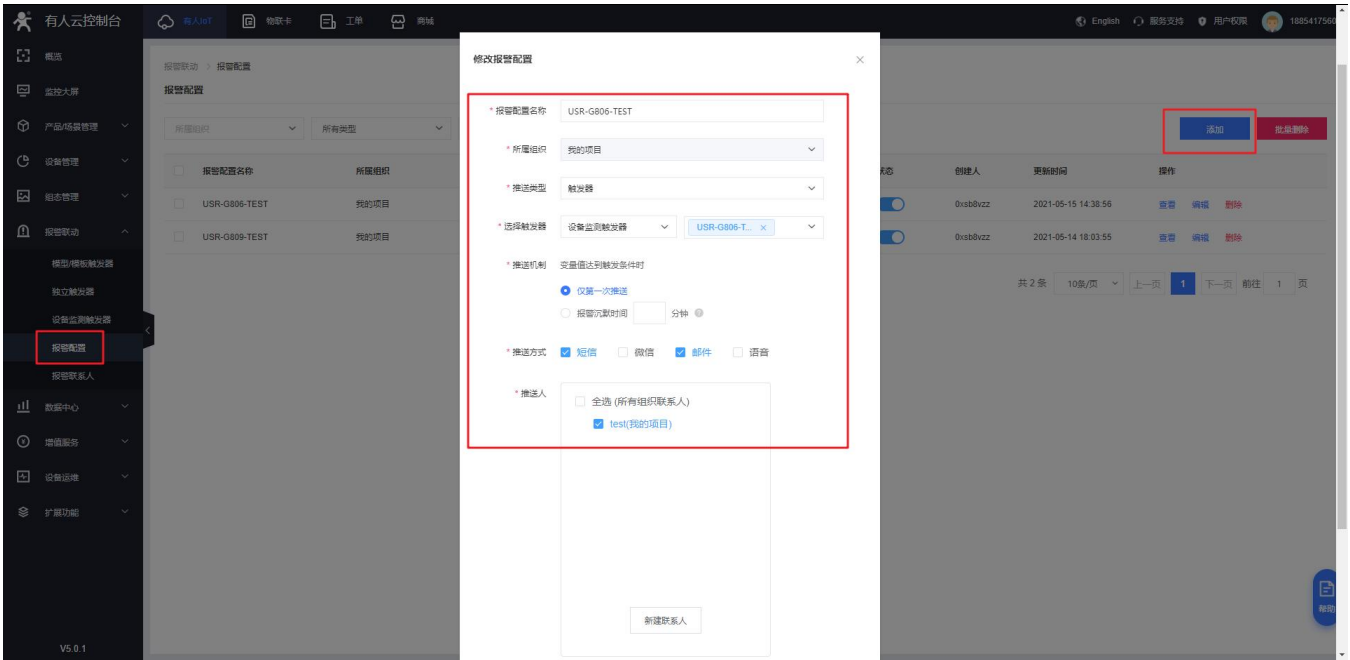 有人云控制台
有人IoT
物联卡
工单
商城
English
服务支持
用户权限
1885417560
概览
监控大屏
产品/场景管理
设备管理
组态管理
报警联动
模型/模板触发器
独立触发器
设备监测触发器
报警配置
报警联系人
数据中心
增值服务
设备运维
扩展功能
V5.0.1
报警联动 > 报警配置
报警配置
所属组织
所有类型
添加
批量删除
报警配置名称 所属组织 状态 创建人 更新时间 操作
USR-G806-TEST 我的项目 0xsb8vzz 2021-05-15 14:38:56 查看 编辑 删除
USR-G809-TEST 我的项目 0xsb8vzz 2021-05-14 18:03:55 查看 编辑 删除
共 2 条 10条/页 上一页 1 下一页 前往 1 页
修改报警配置
* 报警配置名称 USR-G806-TEST
* 所属组织 我的项目
* 推送类型 触发器
* 选择触发器 设备监测触发器 USR-G806-T...
* 推送机制 变量值达到触发条件时
仅第一次推送
报警沉默时间 分钟
* 推送方式 短信 微信 邮件 语音
* 推送人
全选 (所有组织联系人)
test(我的项目)
新建联系人
帮助